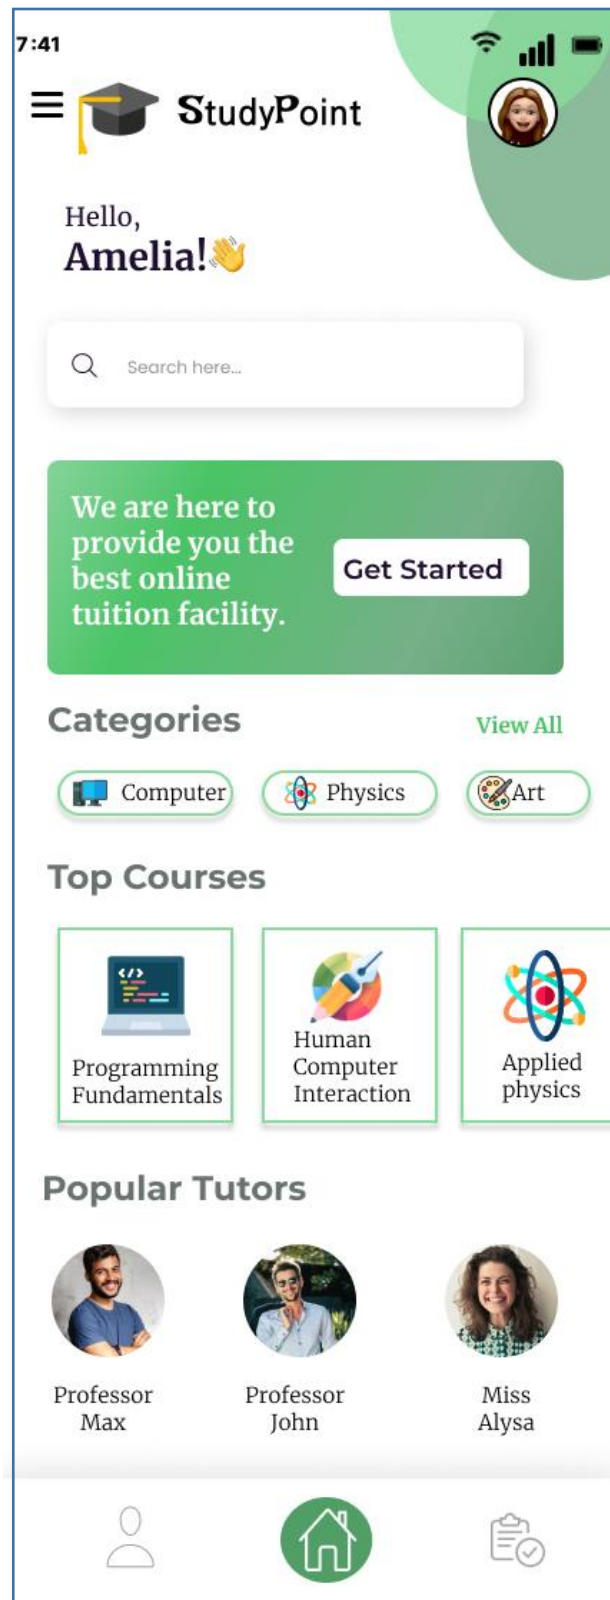 7:41
StudyPoint
Hello,
Amelia!👋
Search here...
We are here to
provide you the
best online
tuition facility.
Get Started
Categories
View All
Computer
Physics
Art
Top Courses
Programming
Fundamentals
Human
Computer
Interaction
Applied
physics
Popular Tutors
Professor
Max
Professor
John
Miss
Alysa